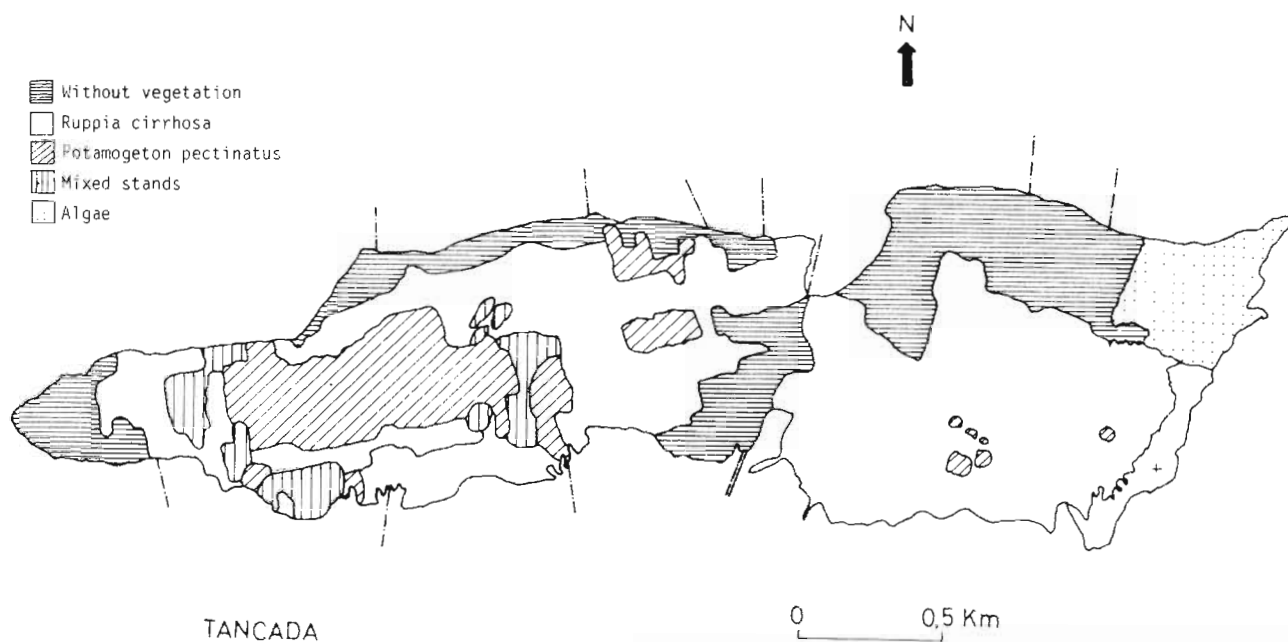 N
Without vegetation
Ruppia cirrhosa
Potamogeton pectinatus
Mixed stands
Algae
TANCADA
0 0,5 Km